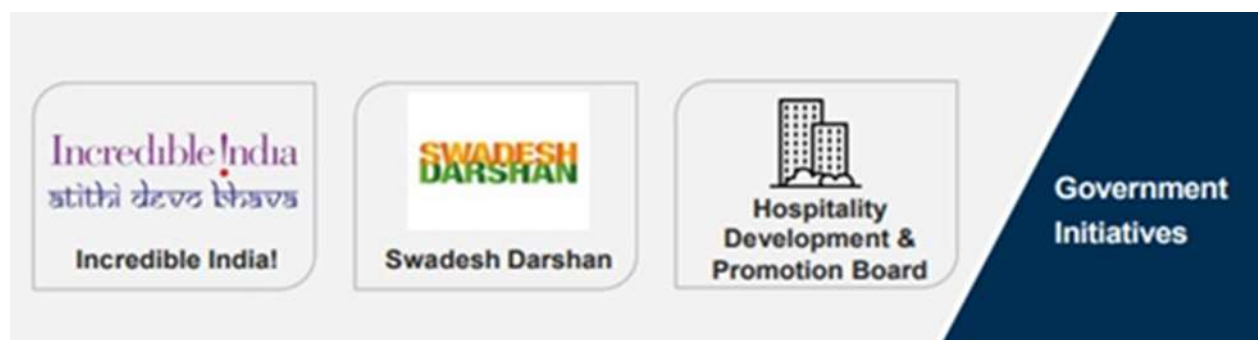 Incredible !ndia
atithi devo bhava
Incredible India!
SWADESH
DARSHAN
Swadesh Darshan
Hospitality
Development &
Promotion Board
Government
Initiatives